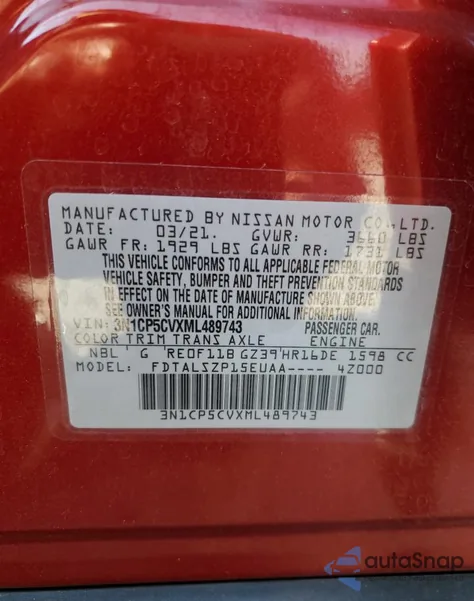 MANUFACTURED BY NISSAN MOTOR CO., LTD.
DATE: 03/21. GVWR: 3660 LBS
GAWR FR: 1929 LBS GAWR RR: 1731 LBS
THIS VEHICLE CONFORMS TO ALL APPLICABLE FEDERAL MOTOR
VEHICLE SAFETY, BUMPER AND THEFT PREVENTION STANDARDS
IN EFFECT ON THE DATE OF MANUFACTURE SHOWN ABOVE.
SEE OWNER'S MANUAL FOR ADDITIONAL INFORMATION.
VIN: 3N1CP5CVXML489743 PASSENGER CAR.
COLOR TRIM TRANS AXLE ENGINE
NBL G RE0F11B GZ39 HR16DE 1598 CC
MODEL: FDTALSZP15EUAA---- 4Z000
3N1CP5CVXML489743
autoSnap